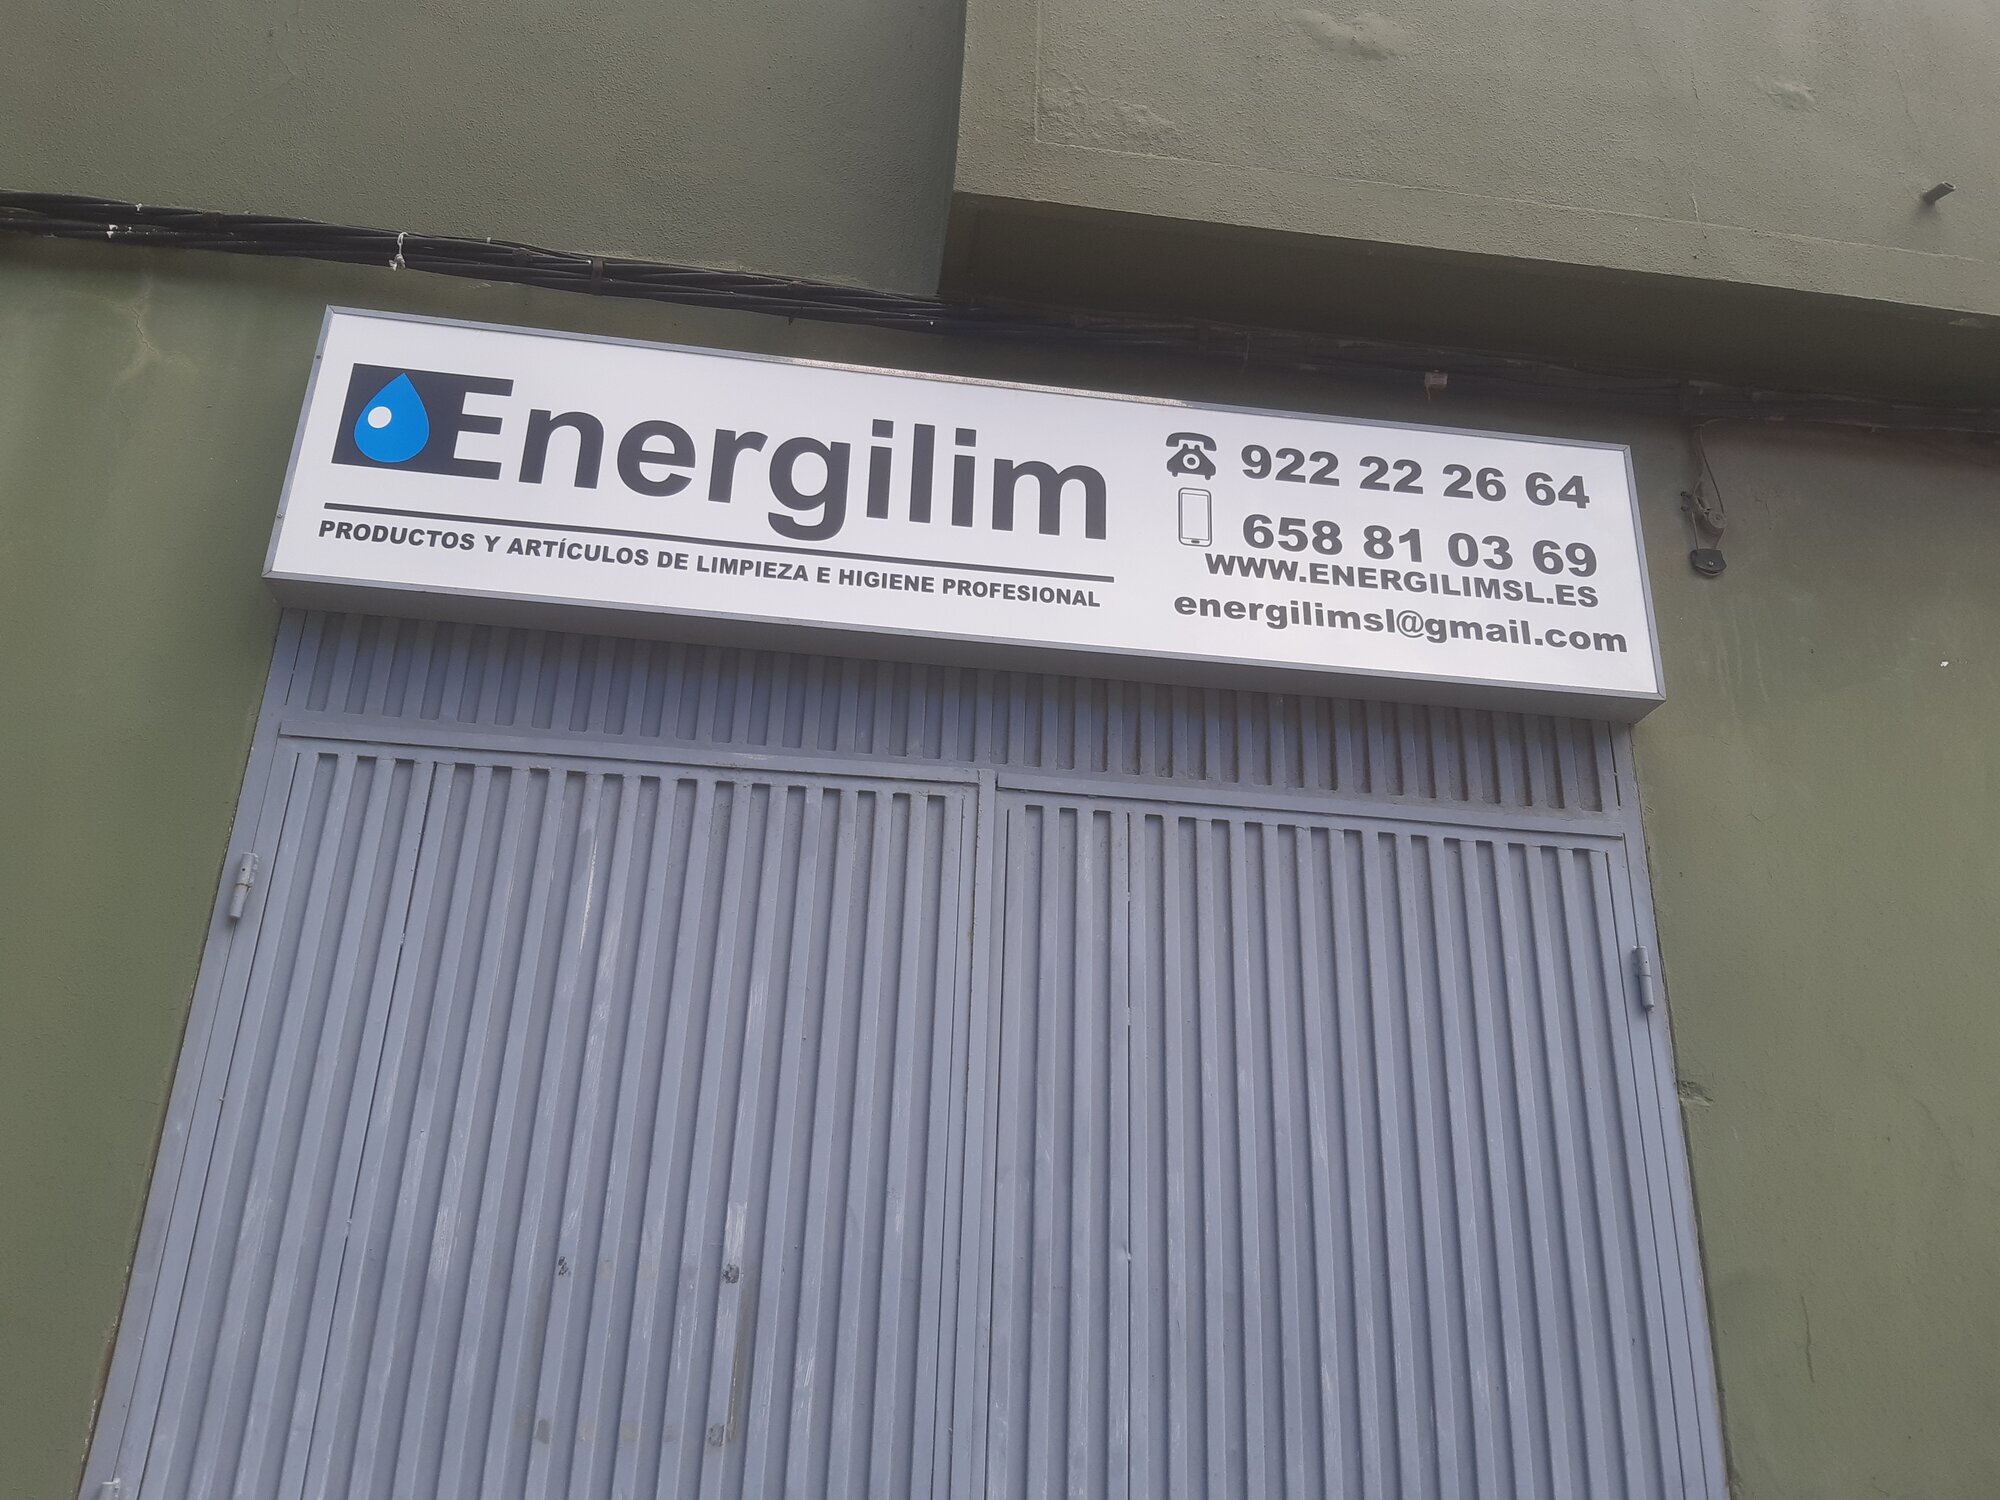 Energilim
PRODUCTOS Y ARTÍCULOS DE LIMPIEZA E HIGIENE PROFESIONAL
922 22 26 64
658 81 03 69
WWW.ENERGILIMSL.ES
energilimsl@gmail.com